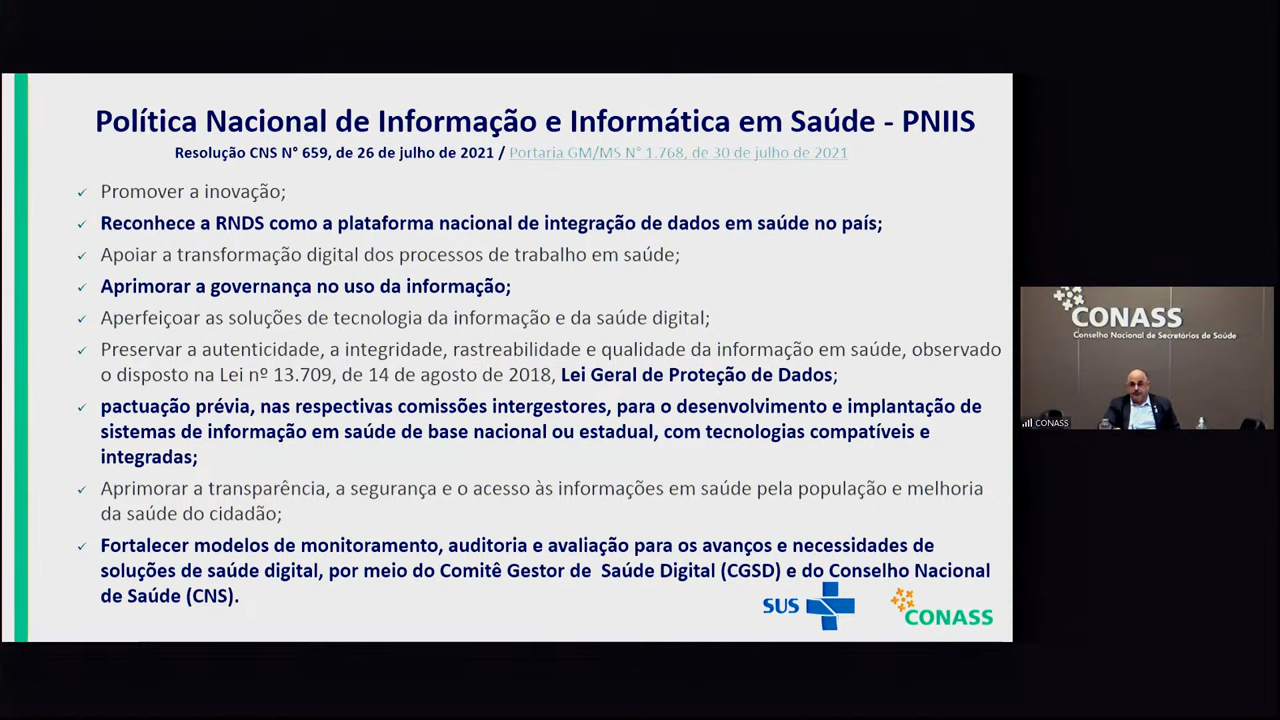 Política Nacional de Informação e Informática em Saúde - PNIIS
Resolução CNS N° 659, de 26 de julho de 2021 / Portaria GM/MS N° 1.768, de 30 de julho de 2021
Promover a inovação;
Reconhece a RNDS como a plataforma nacional de integração de dados em saúde no país;
Apoiar a transformação digital dos processos de trabalho em saúde;
Aprimorar a governança no uso da informação;
Aperfeiçoar as soluções de tecnologia da informação e da saúde digital;
Preservar a autenticidade, a integridade, rastreabilidade e qualidade da informação em saúde, observado
o disposto na Lei nº 13.709, de 14 de agosto de 2018, Lei Geral de Proteção de Dados;
pactuação prévia, nas respectivas comissões intergestores, para o desenvolvimento e implantação de
sistemas de informação em saúde de base nacional ou estadual, com tecnologias compatíveis e
integradas;
Aprimorar a transparência, a segurança e o acesso às informações em saúde pela população e melhoria
da saúde do cidadão;
Fortalecer modelos de monitoramento, auditoria e avaliação para os avanços e necessidades de
soluções de saúde digital, por meio do Comitê Gestor de  Saúde Digital (CGSD) e do Conselho Nacional
de Saúde (CNS).
SUS
CONASS
CONASS
Conselho Nacional de Secretários de Saúde
CONASS